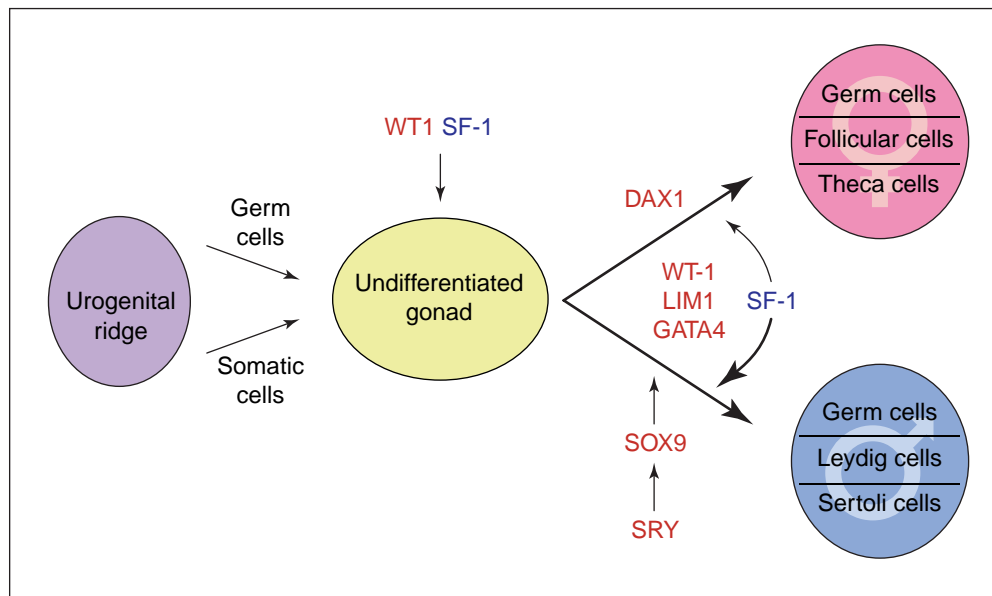 WT1 SF-1
Germ
cells
Urogenital
ridge
Somatic
cells
Undifferentiated
gonad
DAX1
WT-1
LIM1
GATA4
SF-1
SOX9
SRY
Germ cells
Follicular cells
Theca cells
Germ cells
Leydig cells
Sertoli cells